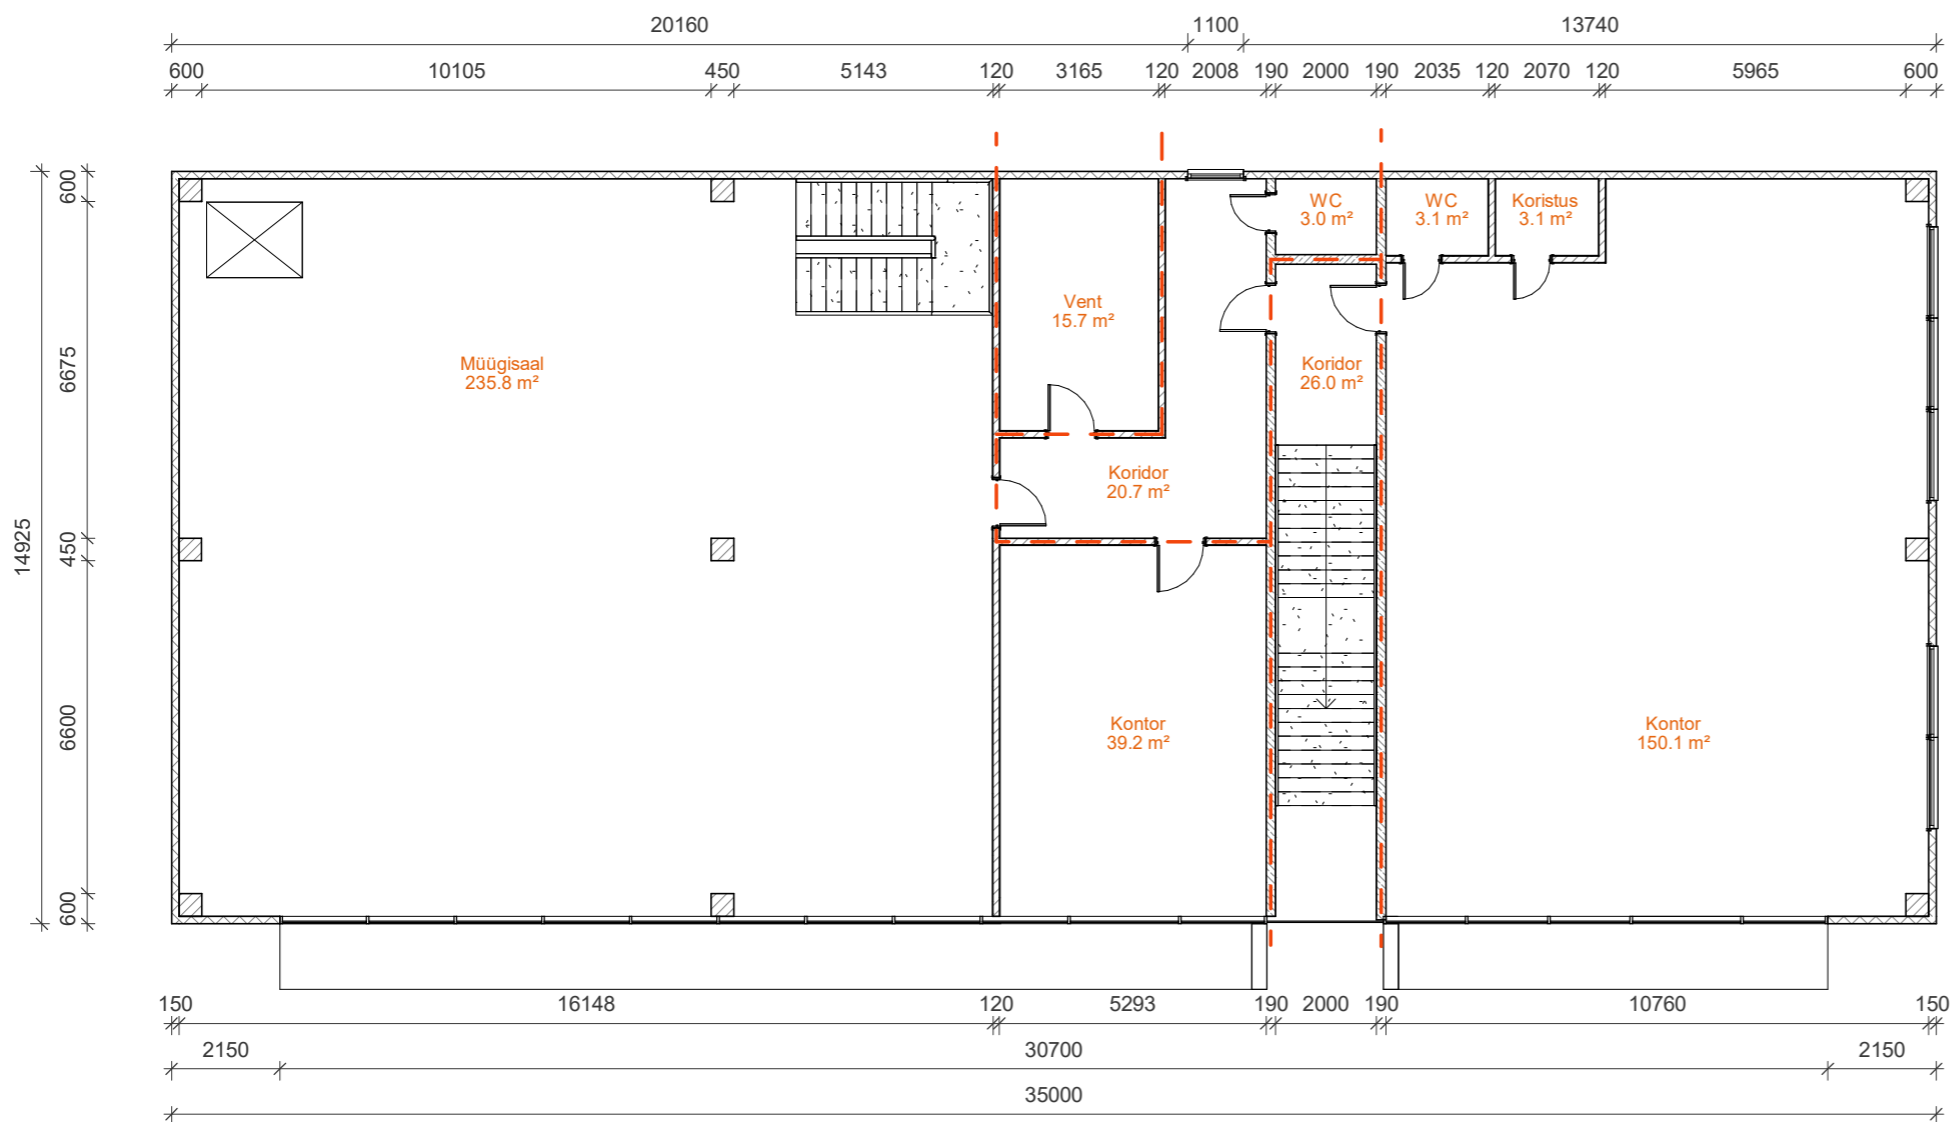 20160 1100 13740
600 10105 450 5143 120 3165 120 2008 190 2000 190 2035 120 2070 120 5965 600
14925
600
6675
450
6600
600
WC
3.0 m²
WC
3.1 m²
Koristus
3.1 m²
Vent
15.7 m²
Müügisaal
235.8 m²
Koridor
26.0 m²
Koridor
20.7 m²
Kontor
39.2 m²
Kontor
150.1 m²
150 16148 120 5293 190 2000 190 10760 150
2150 30700 2150
35000